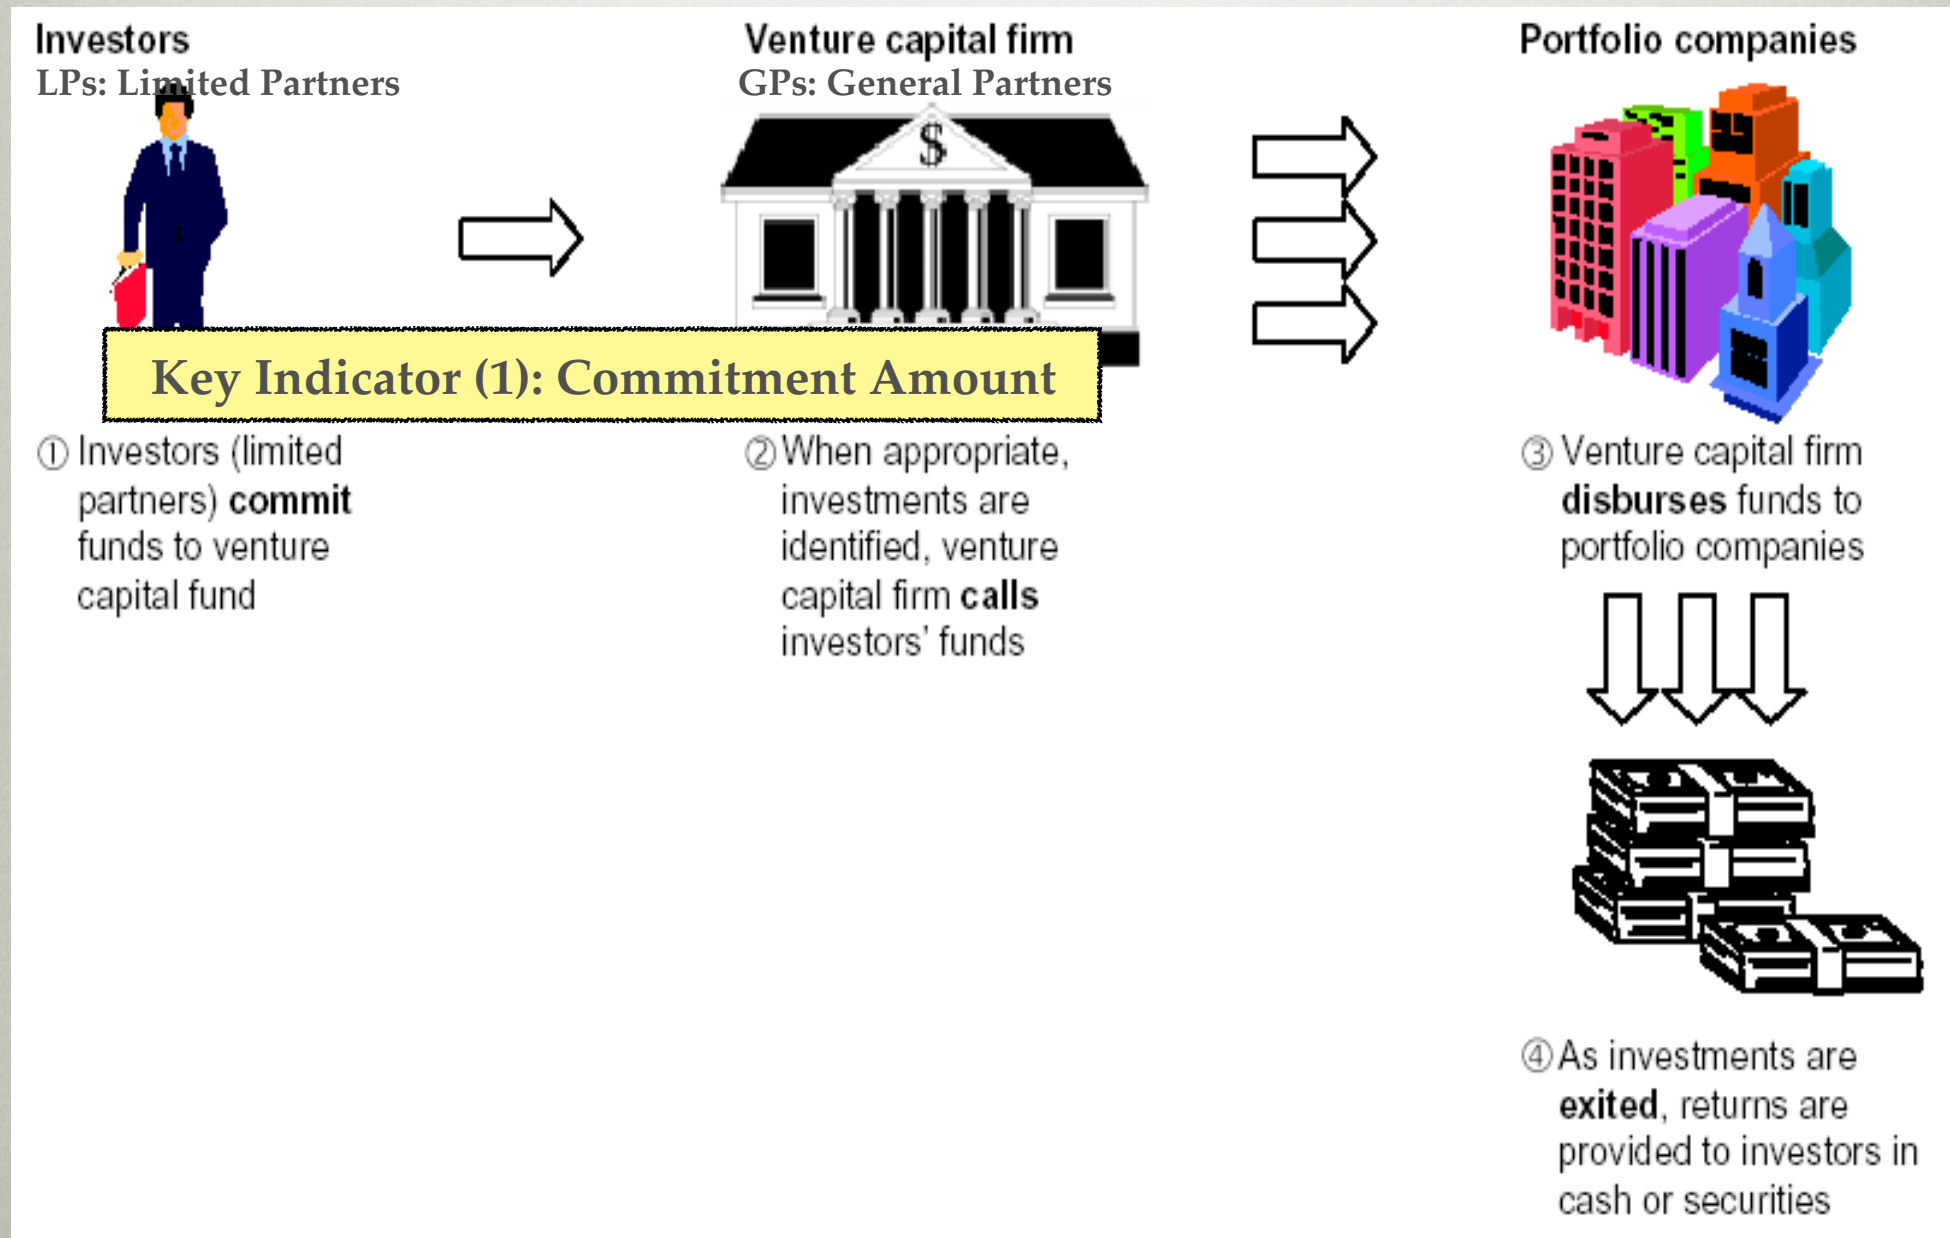 Investors
LPs: Limited Partners
Venture capital firm
GPs: General Partners
Portfolio companies
$
Key Indicator (1): Commitment Amount
① Investors (limited
partners) commit
funds to venture
capital fund
② When appropriate,
investments are
identified, venture
capital firm calls
investors' funds
③ Venture capital firm
disburses funds to
portfolio companies
④ As investments are
exited, returns are
provided to investors in
cash or securities